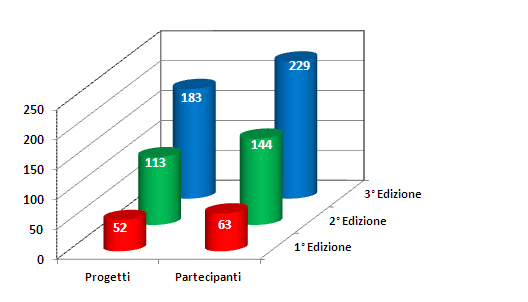 229
183
250
200
144
113
150
3° Edizione
100
2° Edizione
63
52
50
1° Edizione
0
Progetti
Partecipanti